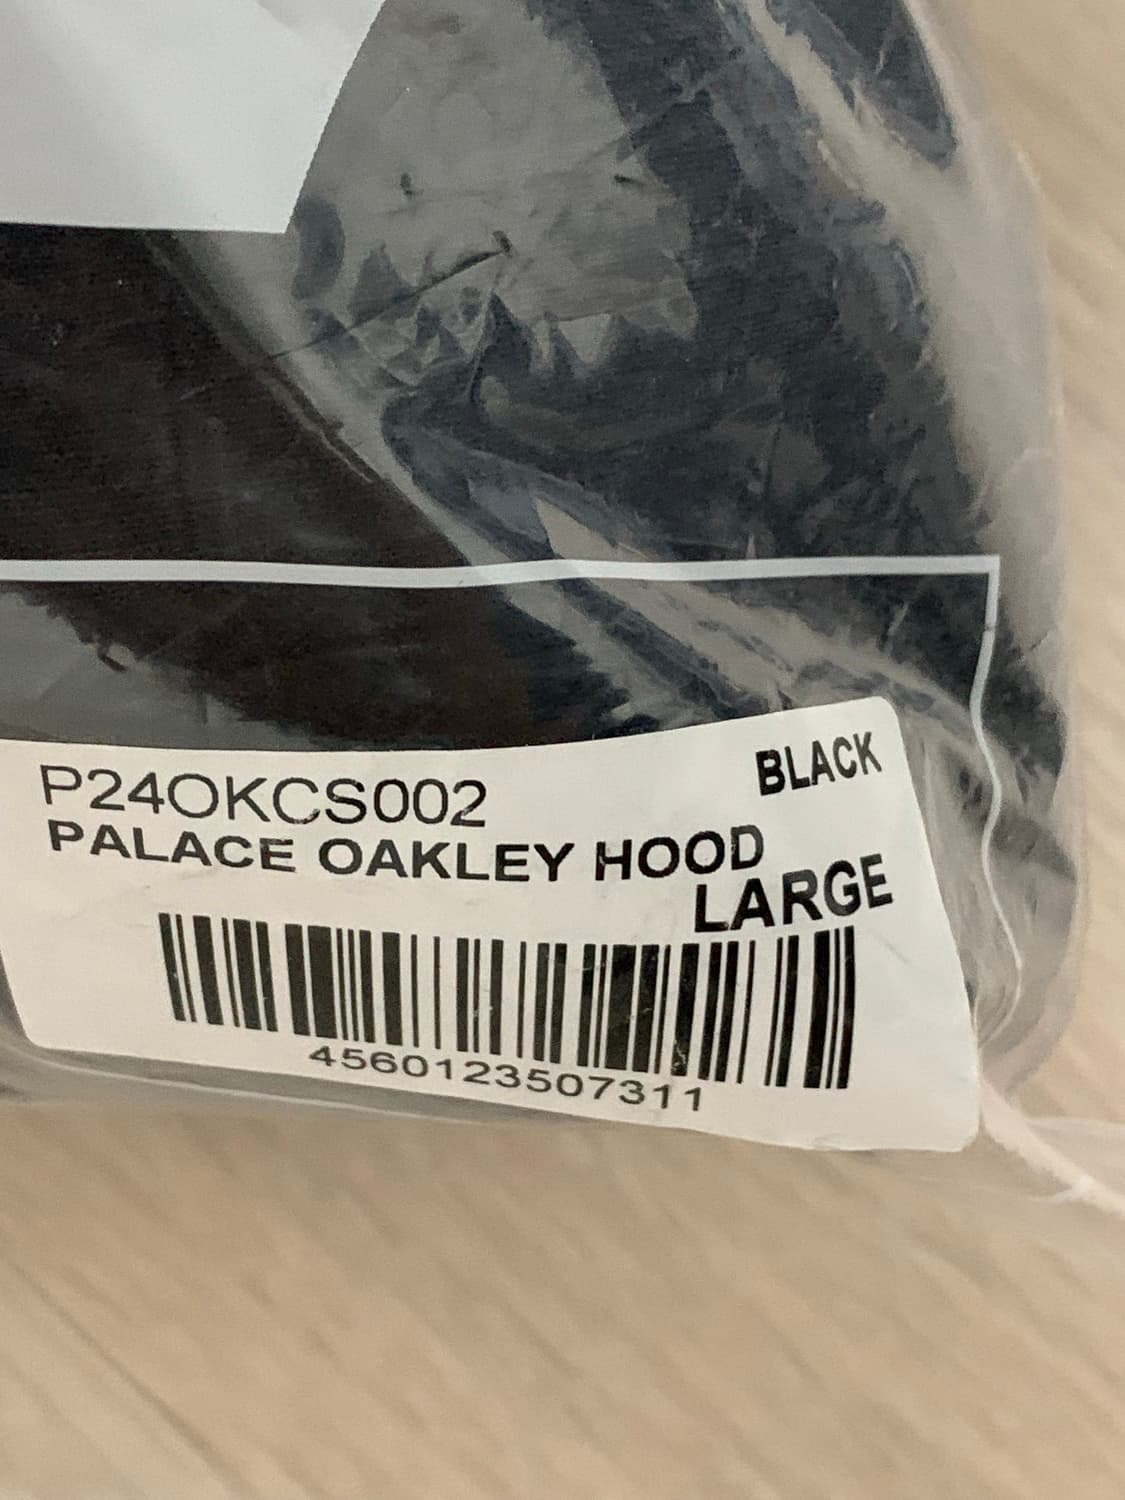 P24OKCS002
BLACK
PALACE OAKLEY HOOD
LARGE
4560123507311